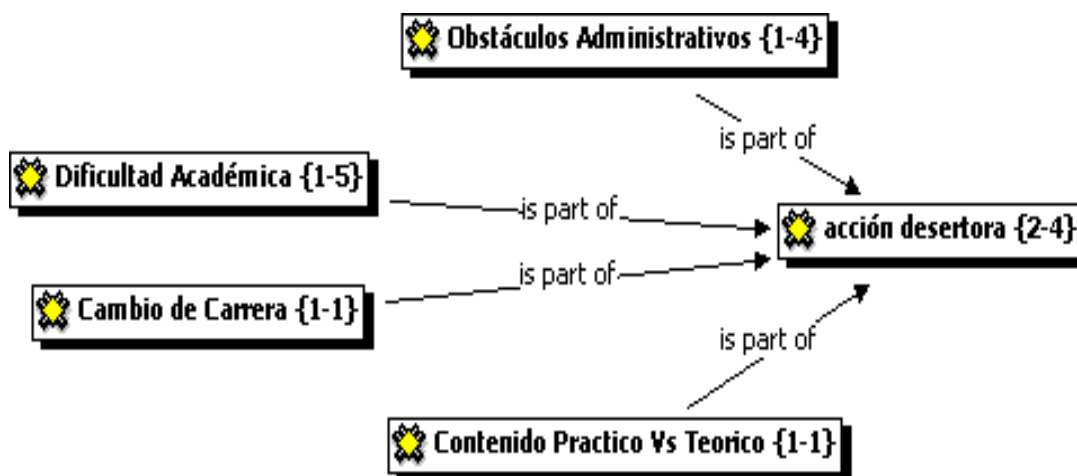 Obstáculos Administrativos {1-4}
is part of
Dificultad Académica {1-5}
is part of
acción desertora {2-4}
is part of
Cambio de Carrera {1-1}
is part of
Contenido Practico Vs Teorico {1-1}